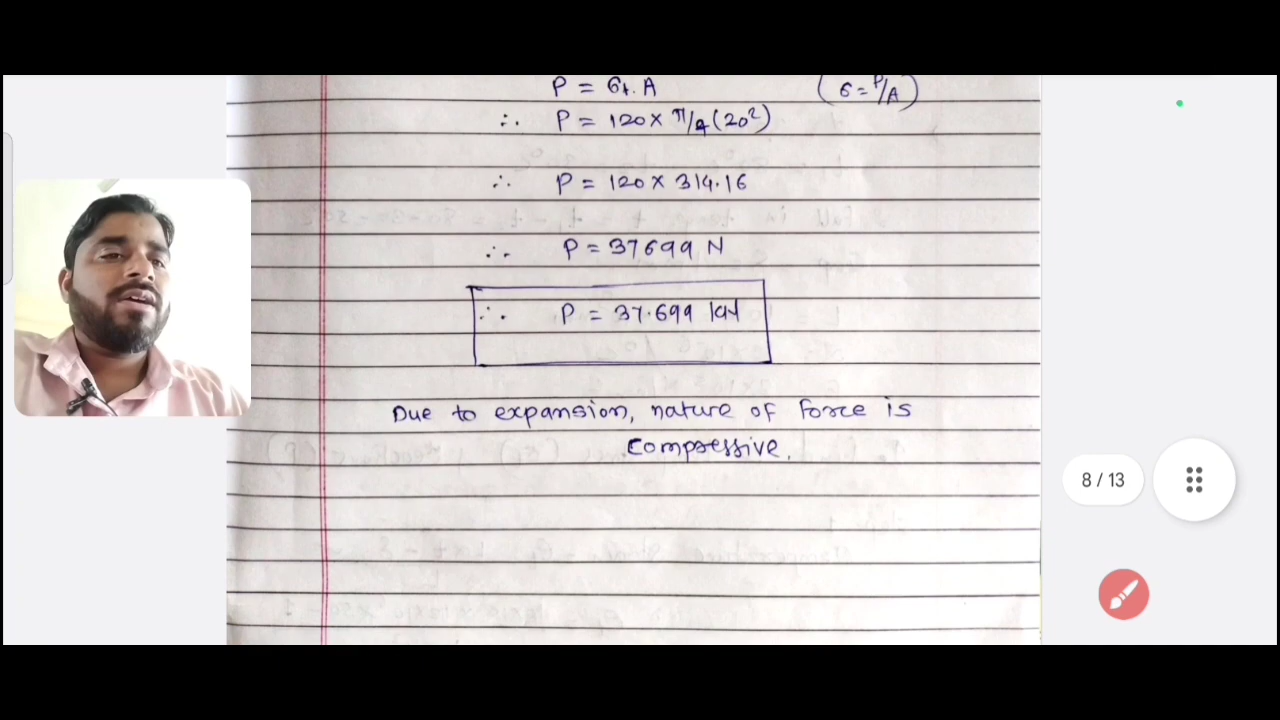 P = σt. A (σ = P/A)
∴ P = 120 × π/4 (20²)
∴ P = 120 × 314.16
∴ P = 37699 N
∴ P = 37.699 kN
Due to expansion, nature of force is
compressive.
8 / 13